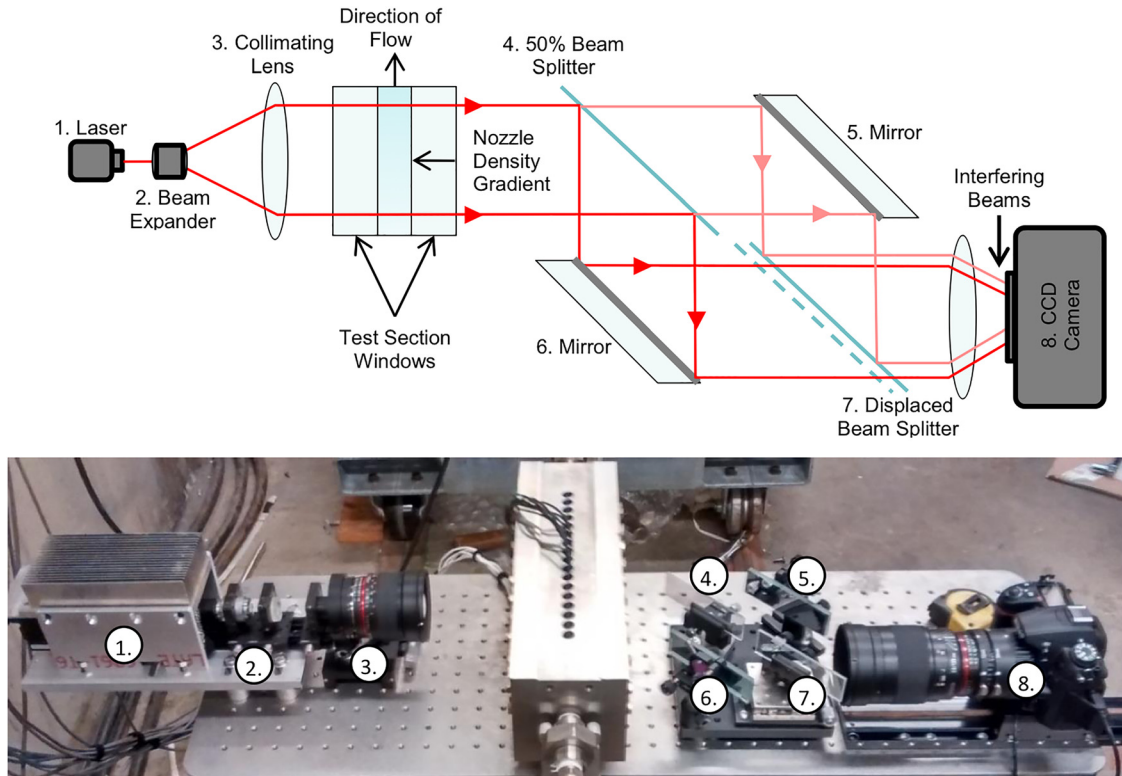 Direction of
Flow
3. Collimating
Lens
4. 50% Beam
Splitter
1. Laser
5. Mirror
Nozzle
Density
Gradient
2. Beam
Expander
Interfering
Beams
8. CCD
Camera
Test Section
Windows
6. Mirror
7. Displaced
Beam Splitter
1.
2.
3.
4.
5.
6.
7.
8.